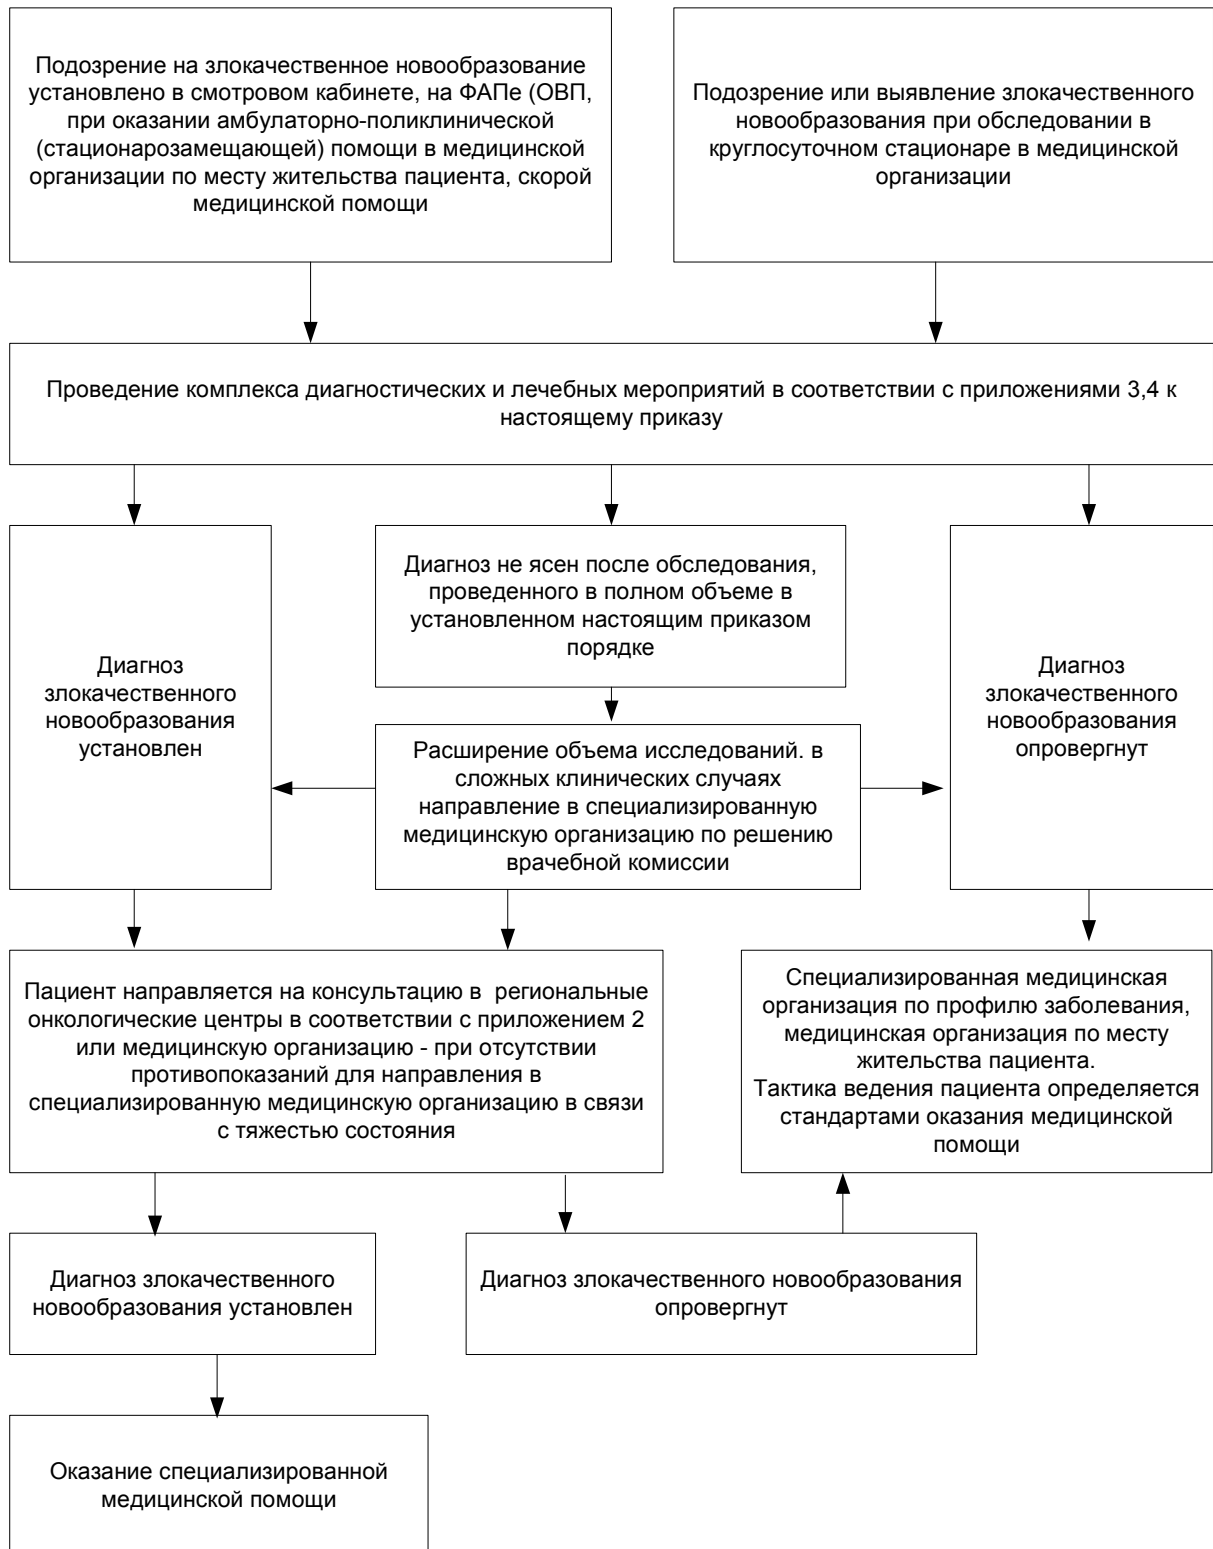 Подозрение на злокачественное новообразование
установлено в смотровом кабинете, на ФАПе (ОВП,
при оказании амбулаторно-поликлинической
(стационарозамещающей) помощи в медицинской
организации по месту жительства пациента, скорой
медицинской помощи
Подозрение или выявление злокачественного
новообразования при обследовании в
круглосуточном стационаре в медицинской
организации
Проведение комплекса диагностических и лечебных мероприятий в соответствии с приложениями 3,4 к
настоящему приказу
Диагноз
злокачественного
новообразования
установлен
Диагноз не ясен после обследования,
проведенного в полном объеме в
установленном настоящим приказом
порядке
Диагноз
злокачественного
новообразования
опровергнут
Расширение объема исследований. в
сложных клинических случаях
направление в специализированную
медицинскую организацию по решению
врачебной комиссии
Пациент направляется на консультацию в  региональные
онкологические центры в соответствии с приложением 2
или медицинскую организацию - при отсутствии
противопоказаний для направления в
специализированную медицинскую организацию в связи
с тяжестью состояния
Специализированная медицинская
организация по профилю заболевания,
медицинская организация по месту
жительства пациента.
Тактика ведения пациента определяется
стандартами оказания медицинской
помощи
Диагноз злокачественного
новообразования установлен
Диагноз злокачественного новообразования
опровергнут
Оказание специализированной
медицинской помощи